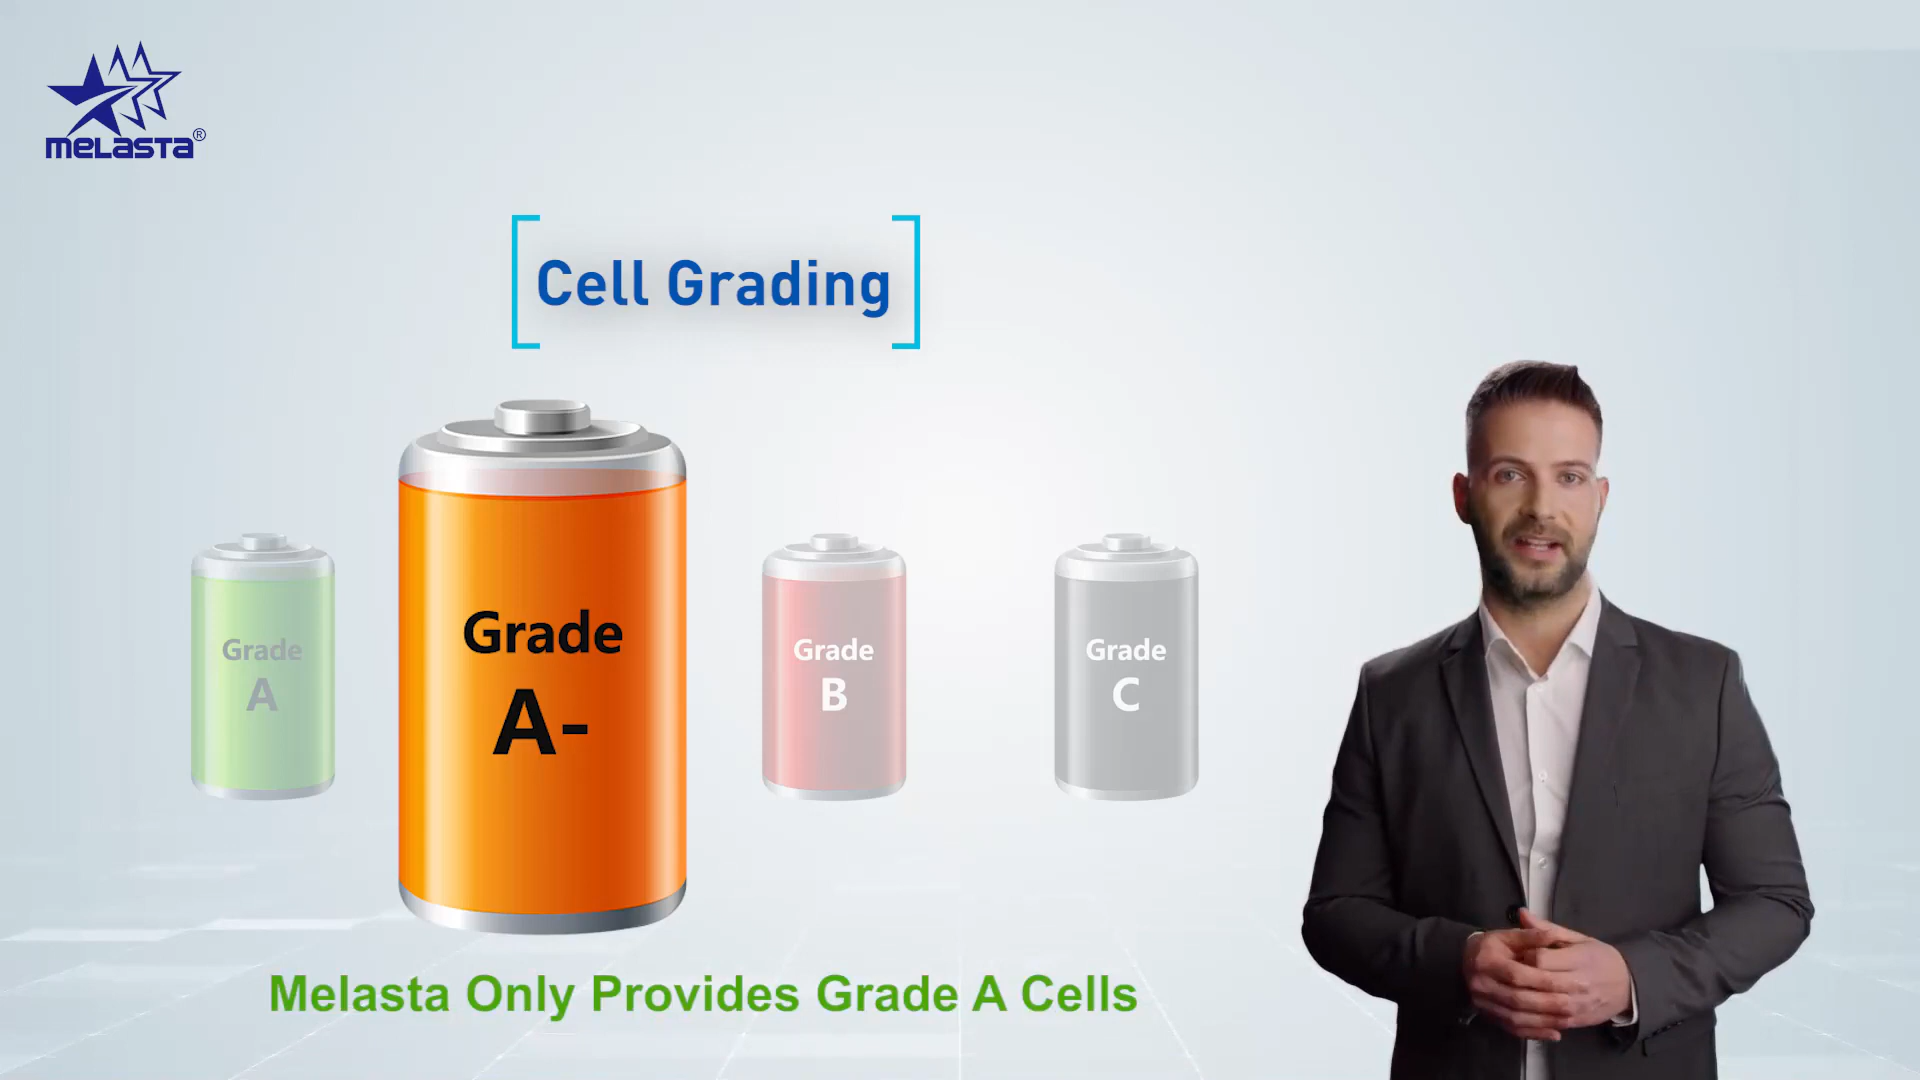 melasta®
Cell Grading
Grade
A
Grade
A-
Grade
B
Grade
C
Melasta Only Provides Grade A Cells